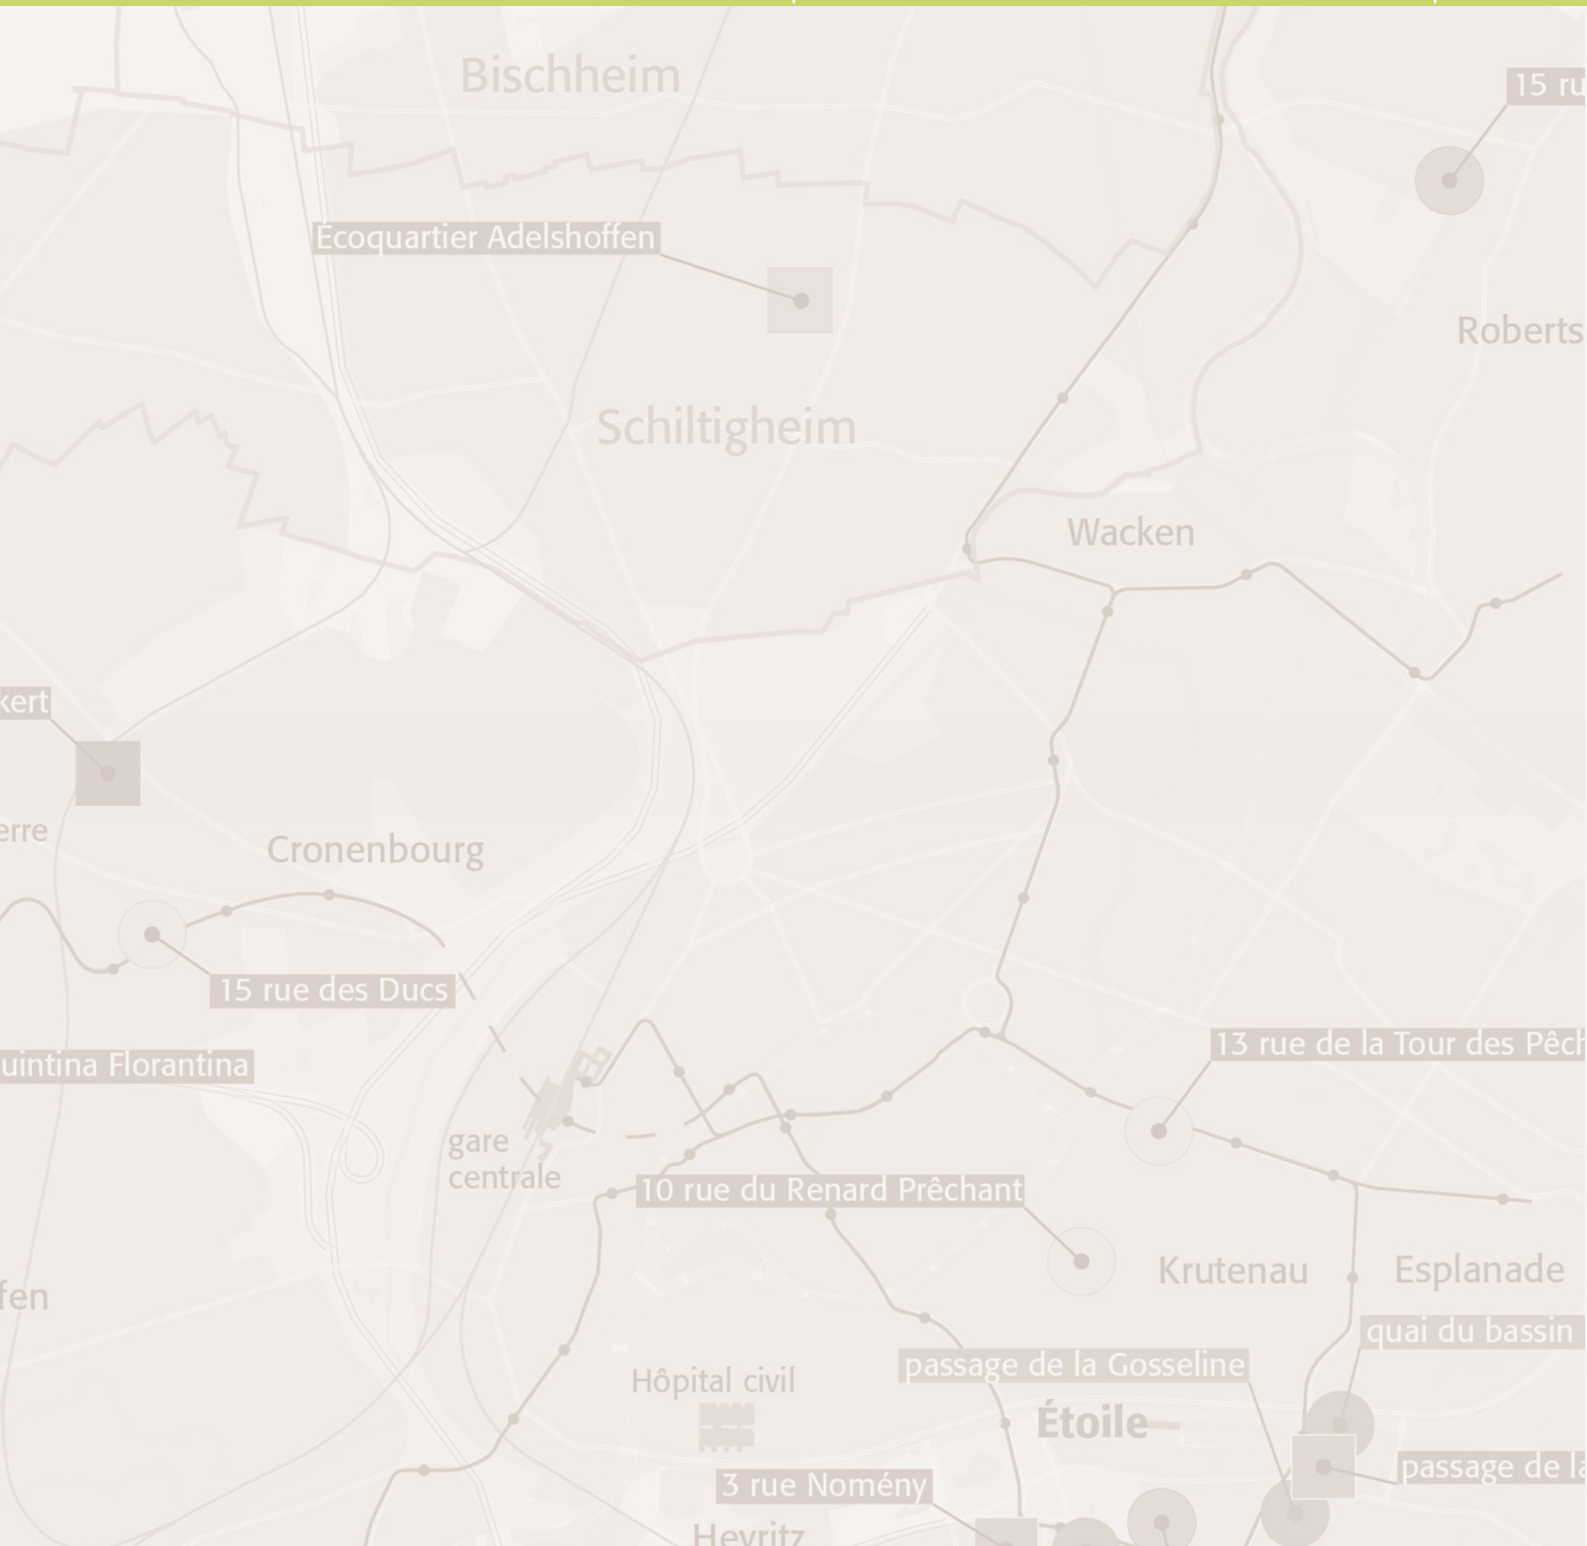 Bischheim
15 ru
Écoquartier Adelshoffen
Roberts
Schiltigheim
Wacken
kert
erre
Cronenbourg
15 rue des Ducs
13 rue de la Tour des Pêch
uintina Florantina
gare
centrale
10 rue du Renard Prêchant
Krutenau
Esplanade
fen
quai du bassin
passage de la Gosseline
Hôpital civil
Étoile
passage de la
3 rue Nomény
Heyritz